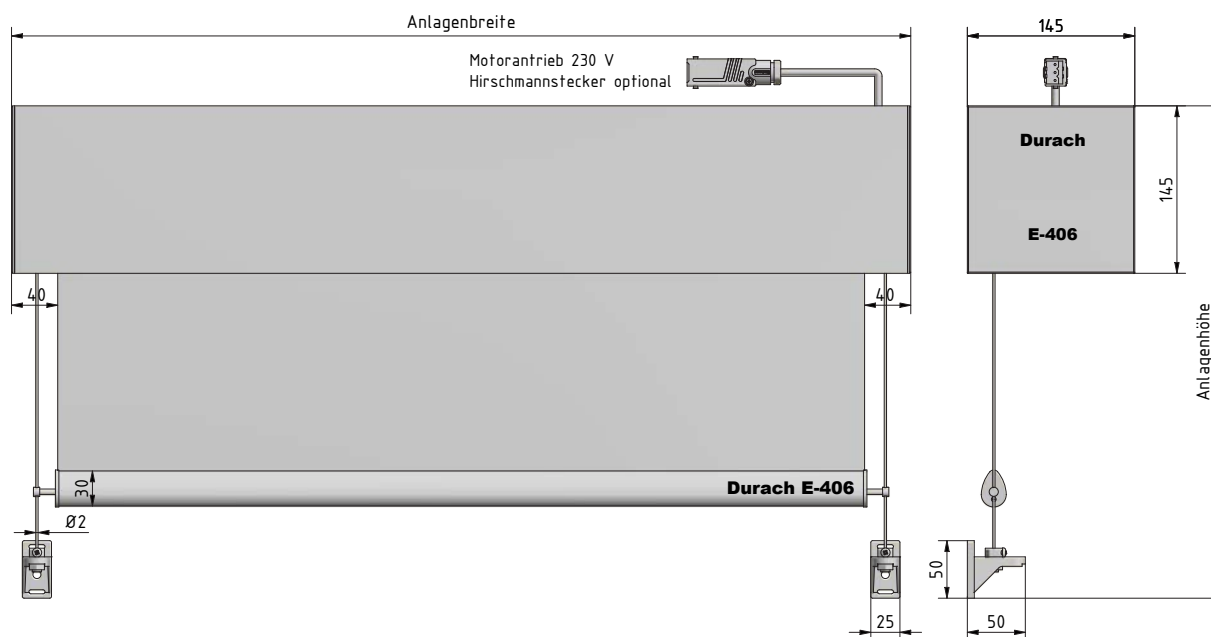 Anlagenbreite
145
Motorantrieb 230 V
Hirschmannstecker optional
Durach
145
E-406
40
40
Anlagenhöhe
30
Durach E-406
Ø2
50
25
50